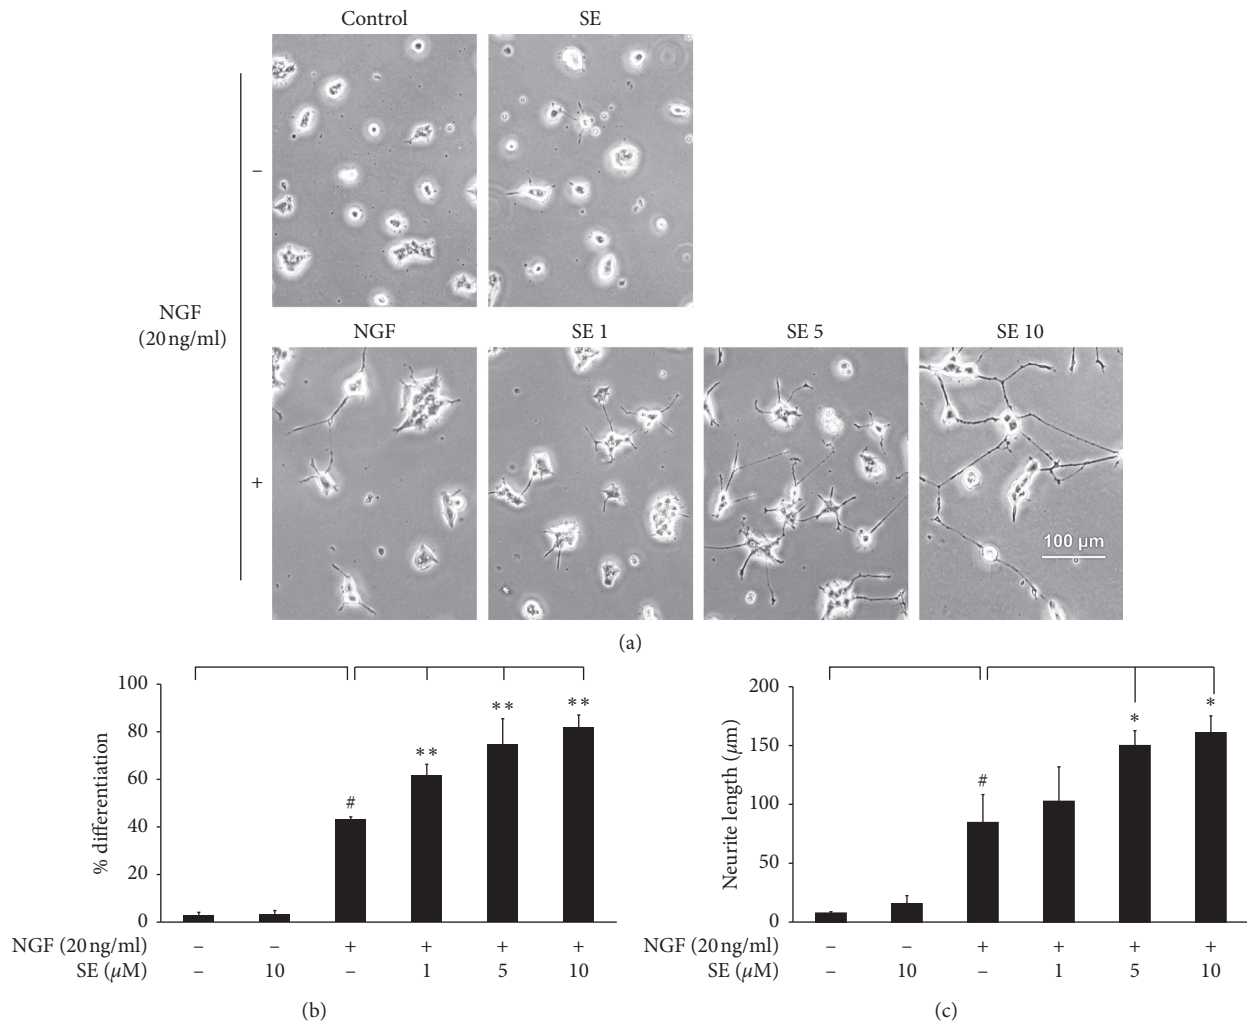 Control SE
–
NGF
(20 ng/ml)
NGF SE 1 SE 5 SE 10
+
100 µm
(a)
100
80
60
40
20
0
% differentiation
#
**
**
**
NGF (20 ng/ml) – – + + + +
SE (µM) – 10 – 1 5 10
(b)
200
150
100
50
0
Neurite length (µm)
#
*
*
NGF (20 ng/ml) – – + + + +
SE (µM) – 10 – 1 5 10
(c)